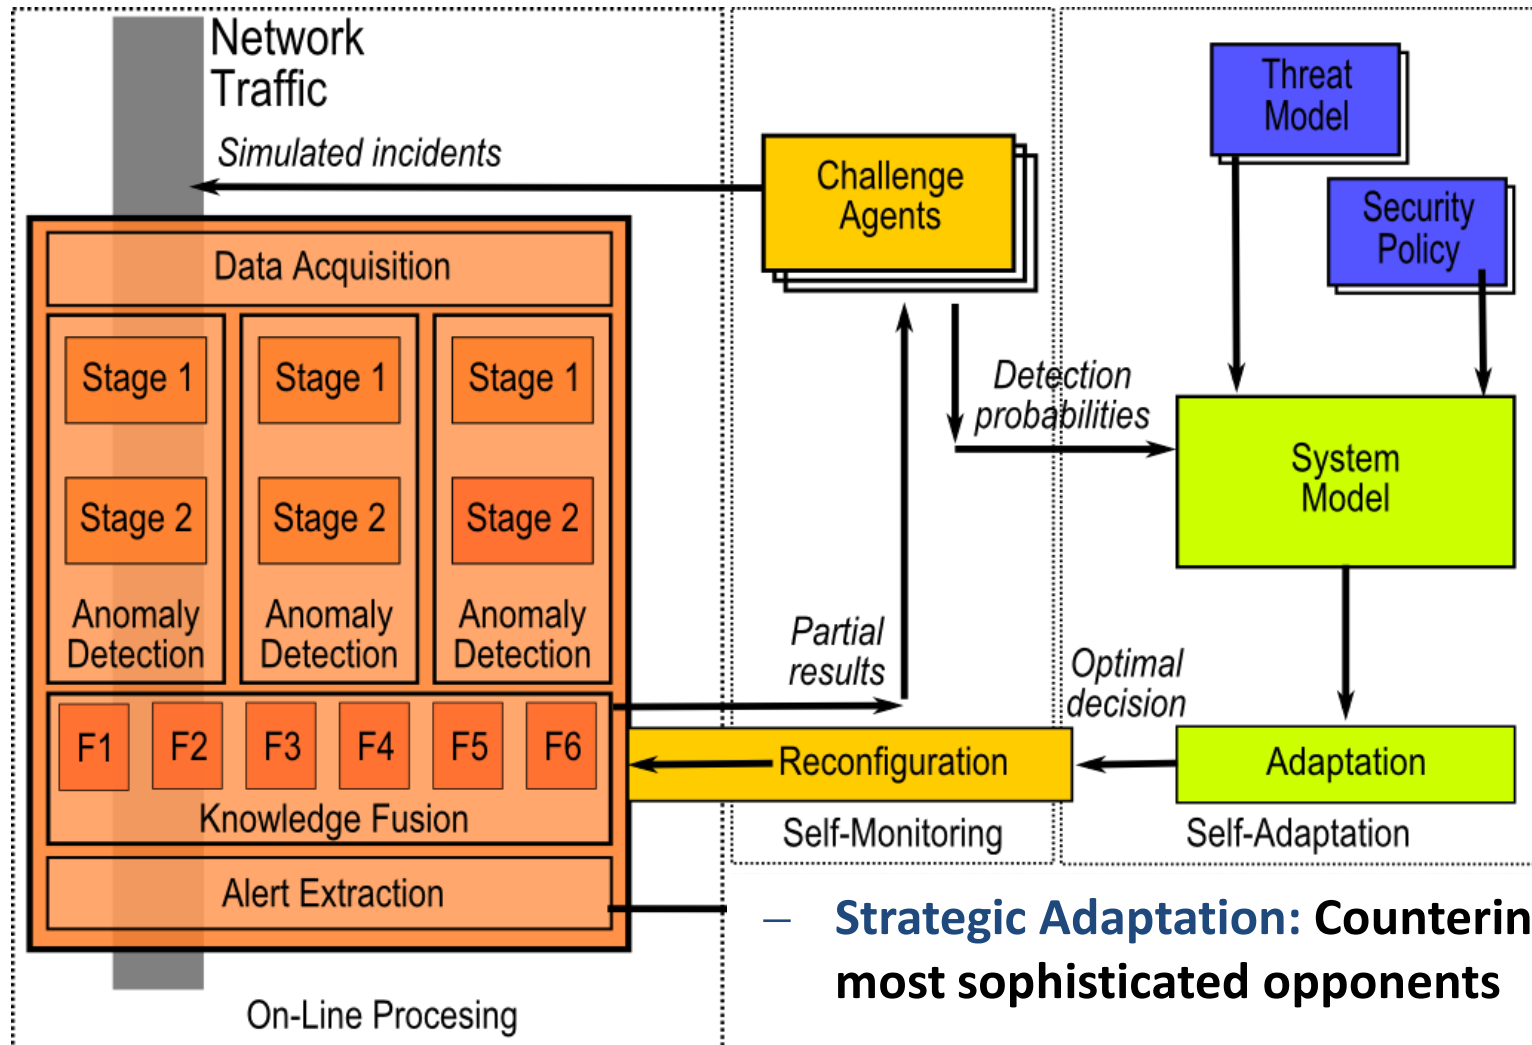 Network
Traffic
Simulated incidents
Data Acquisition
Stage 1
Stage 1
Stage 1
Stage 2
Stage 2
Stage 2
Anomaly
Detection
Anomaly
Detection
Anomaly
Detection
F1
F2
F3
F4
F5
F6
Knowledge Fusion
Alert Extraction
On-Line Procesing
Challenge
Agents
Detection
probabilities
Partial
results
Reconfiguration
Self-Monitoring
Threat
Model
Security
Policy
System
Model
Optimal
decision
Adaptation
Self-Adaptation
– Strategic Adaptation: Counterin
most sophisticated opponents